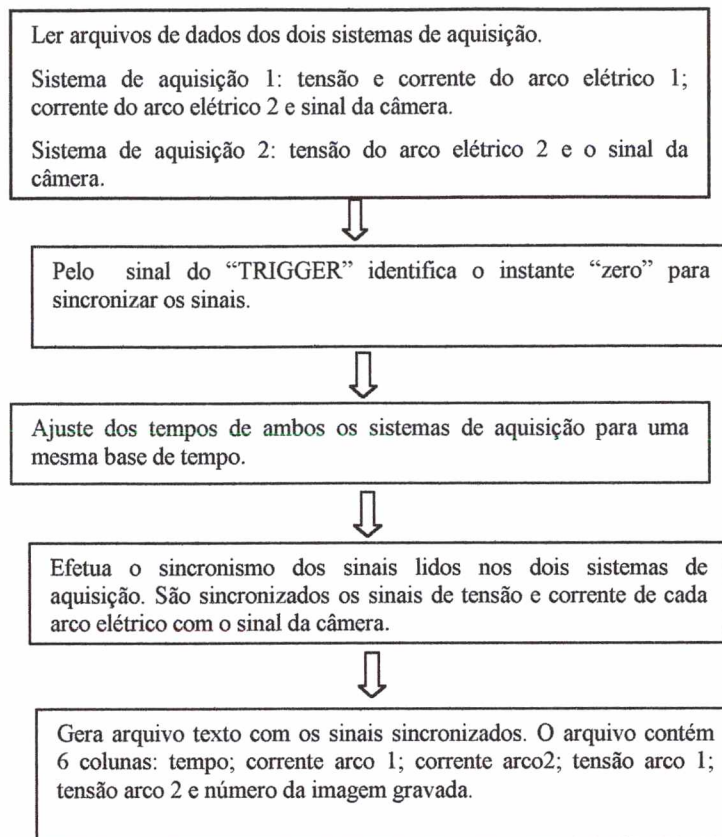 Ler arquivos de dados dos dois sistemas de aquisição.
Sistema de aquisição 1: tensão e corrente do arco elétrico 1;
corrente do arco elétrico 2 e sinal da câmera.
Sistema de aquisição 2: tensão do arco elétrico 2 e o sinal da
câmera.
Pelo sinal do “TRIGGER” identifica o instante “zero” para
sincronizar os sinais.
Ajuste dos tempos de ambos os sistemas de aquisição para uma
mesma base de tempo.
Efetua o sincronismo dos sinais lidos nos dois sistemas de
aquisição. São sincronizados os sinais de tensão e corrente de cada
arco elétrico com o sinal da câmera.
Gera arquivo texto com os sinais sincronizados. O arquivo contém
6 colunas: tempo; corrente arco 1; corrente arco2; tensão arco 1;
tensão arco 2 e número da imagem gravada.